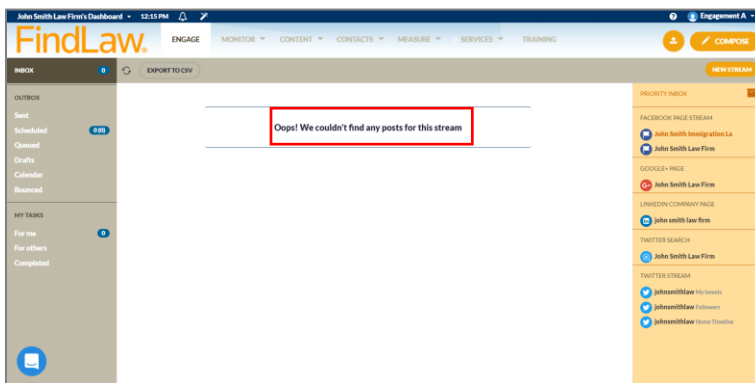 John Smith Law Firm's Dashboard 12:15 PM Engagement A
FindLaw. ENGAGE MONITOR CONTENT CONTACTS MEASURE SERVICES TRAINING COMPOSE
INBOX 0 EXPORT TO CSV NEW STREAM
OUTBOX
Sent
Scheduled 0 (0)
Queued
Drafts
Calendar
Bounced
MY TASKS
For me 0
For others
Completed
Oops! We couldn't find any posts for this stream
PRIORITY INBOX
FACEBOOK PAGE STREAM
John Smith Immigration La
John Smith Law Firm
GOOGLE+ PAGE
G+ John Smith Law Firm
LINKEDIN COMPANY PAGE
in john smith law firm
TWITTER SEARCH
John Smith Law Firm
TWITTER STREAM
johnsmithlaw My tweets
johnsmithlaw Followers
johnsmithlaw Home Timeline